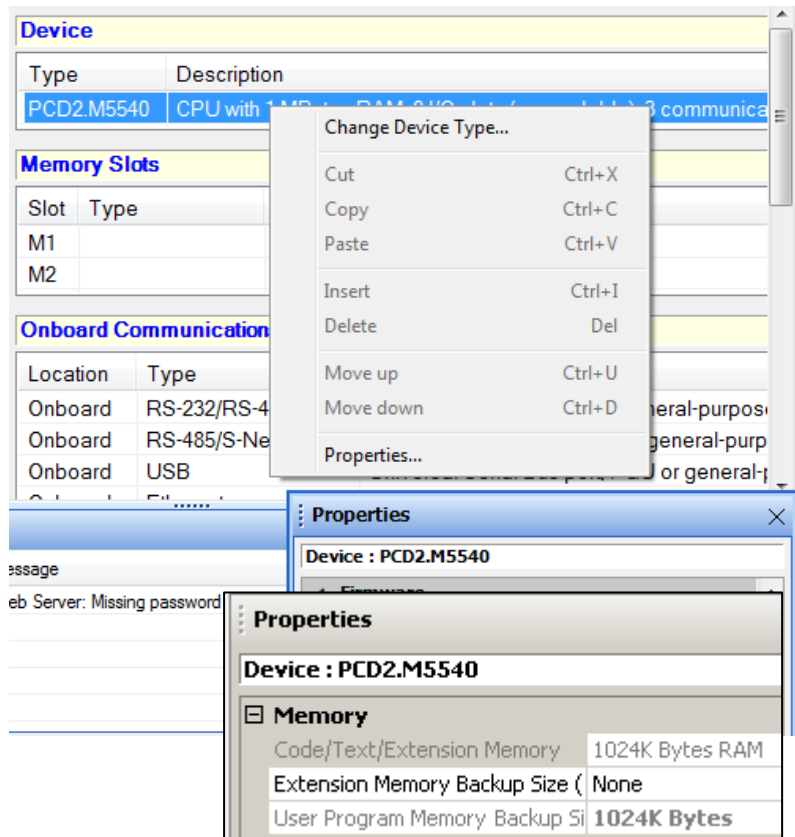 Device
Type Description
PCD2.M5540 CPU with 3 communica
Change Device Type...
Memory Slots
Cut Ctrl+X
Slot Type
Copy Ctrl+C
M1
Paste Ctrl+V
M2
Insert Ctrl+I
Onboard Communication
Delete Del
Location Type
Move up Ctrl+U
Onboard RS-232/RS-4
Move down Ctrl+D
neral-purpos
Onboard RS-485/S-Ne
general-purp
Properties...
Onboard USB
or general-p
Properties
Device : PCD2.M5540
essage
eb Server: Missing password
Properties
Device : PCD2.M5540
Memory
Code/Text/Extension Memory 1024K Bytes RAM
Extension Memory Backup Size ( None
User Program Memory Backup Si 1024K Bytes